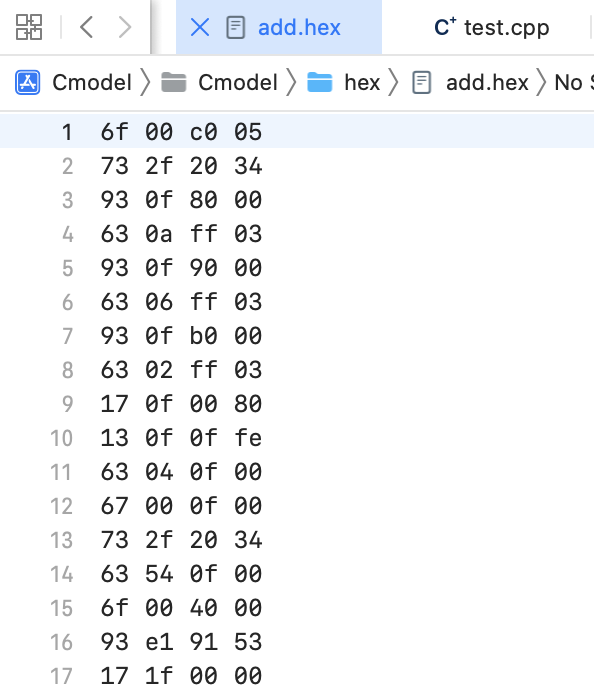 add.hex C+ test.cpp
Cmodel Cmodel hex add.hex No S
1 6f 00 c0 05
2 73 2f 20 34
3 93 0f 80 00
4 63 0a ff 03
5 93 0f 90 00
6 63 06 ff 03
7 93 0f b0 00
8 63 02 ff 03
9 17 0f 00 80
10 13 0f 0f fe
11 63 04 0f 00
12 67 00 0f 00
13 73 2f 20 34
14 63 54 0f 00
15 6f 00 40 00
16 93 e1 91 53
17 17 1f 00 00